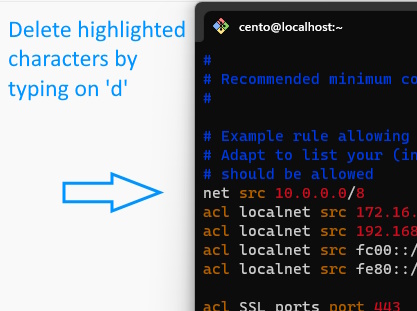 Delete highlighted
characters by
typing on 'd'
cento@localhost:~
#
# Recommended minimum co
#
# Example rule allowing
# Adapt to list your (in
# should be allowed
net src 10.0.0.0/8
acl localnet src 172.16.
acl localnet src 192.168
acl localnet src fc00::/
acl localnet src fe80::/
acl SSL_ports port 443